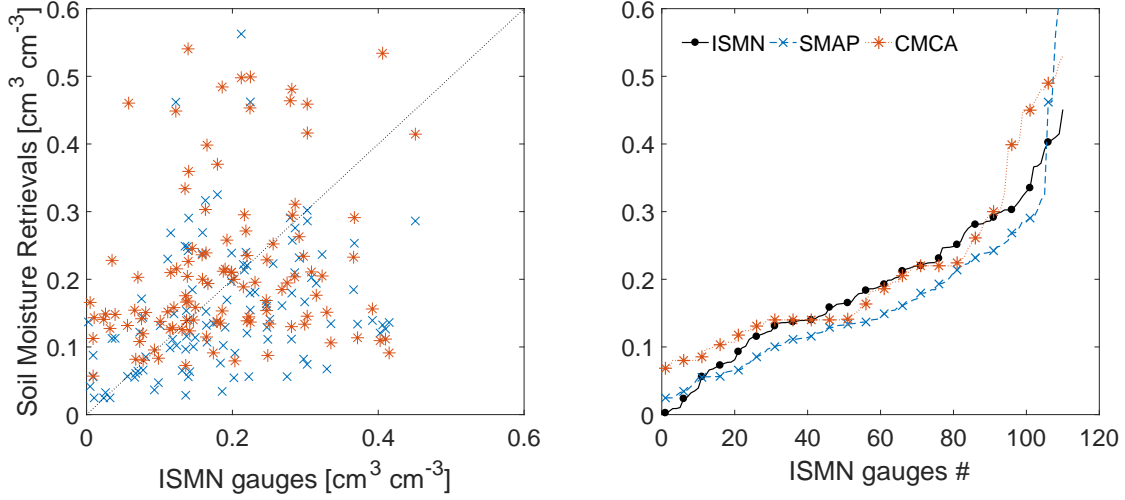 Soil Moisture Retrievals [cm³ cm⁻³]
0.6
0.5
0.4
0.3
0.2
0.1
0
0 0.2 0.4 0.6
ISMN gauges [cm³ cm⁻³]
ISMN SMAP CMCA
0.6
0.5
0.4
0.3
0.2
0.1
0
0 20 40 60 80 100 120
ISMN gauges #